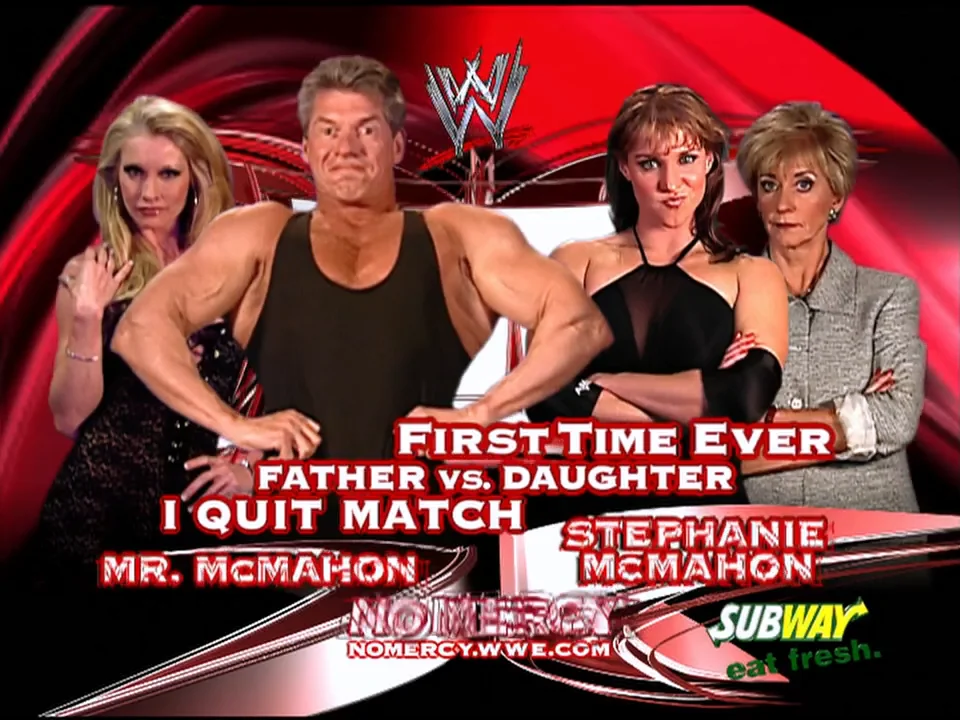 W
FIRST TIME EVER
FATHER VS. DAUGHTER
I QUIT MATCH
MR. MCMAHON
STEPHANIE
MCMAHON
NO MERCY
NOMERCY.WWE.COM
SUBWAY
eat fresh.